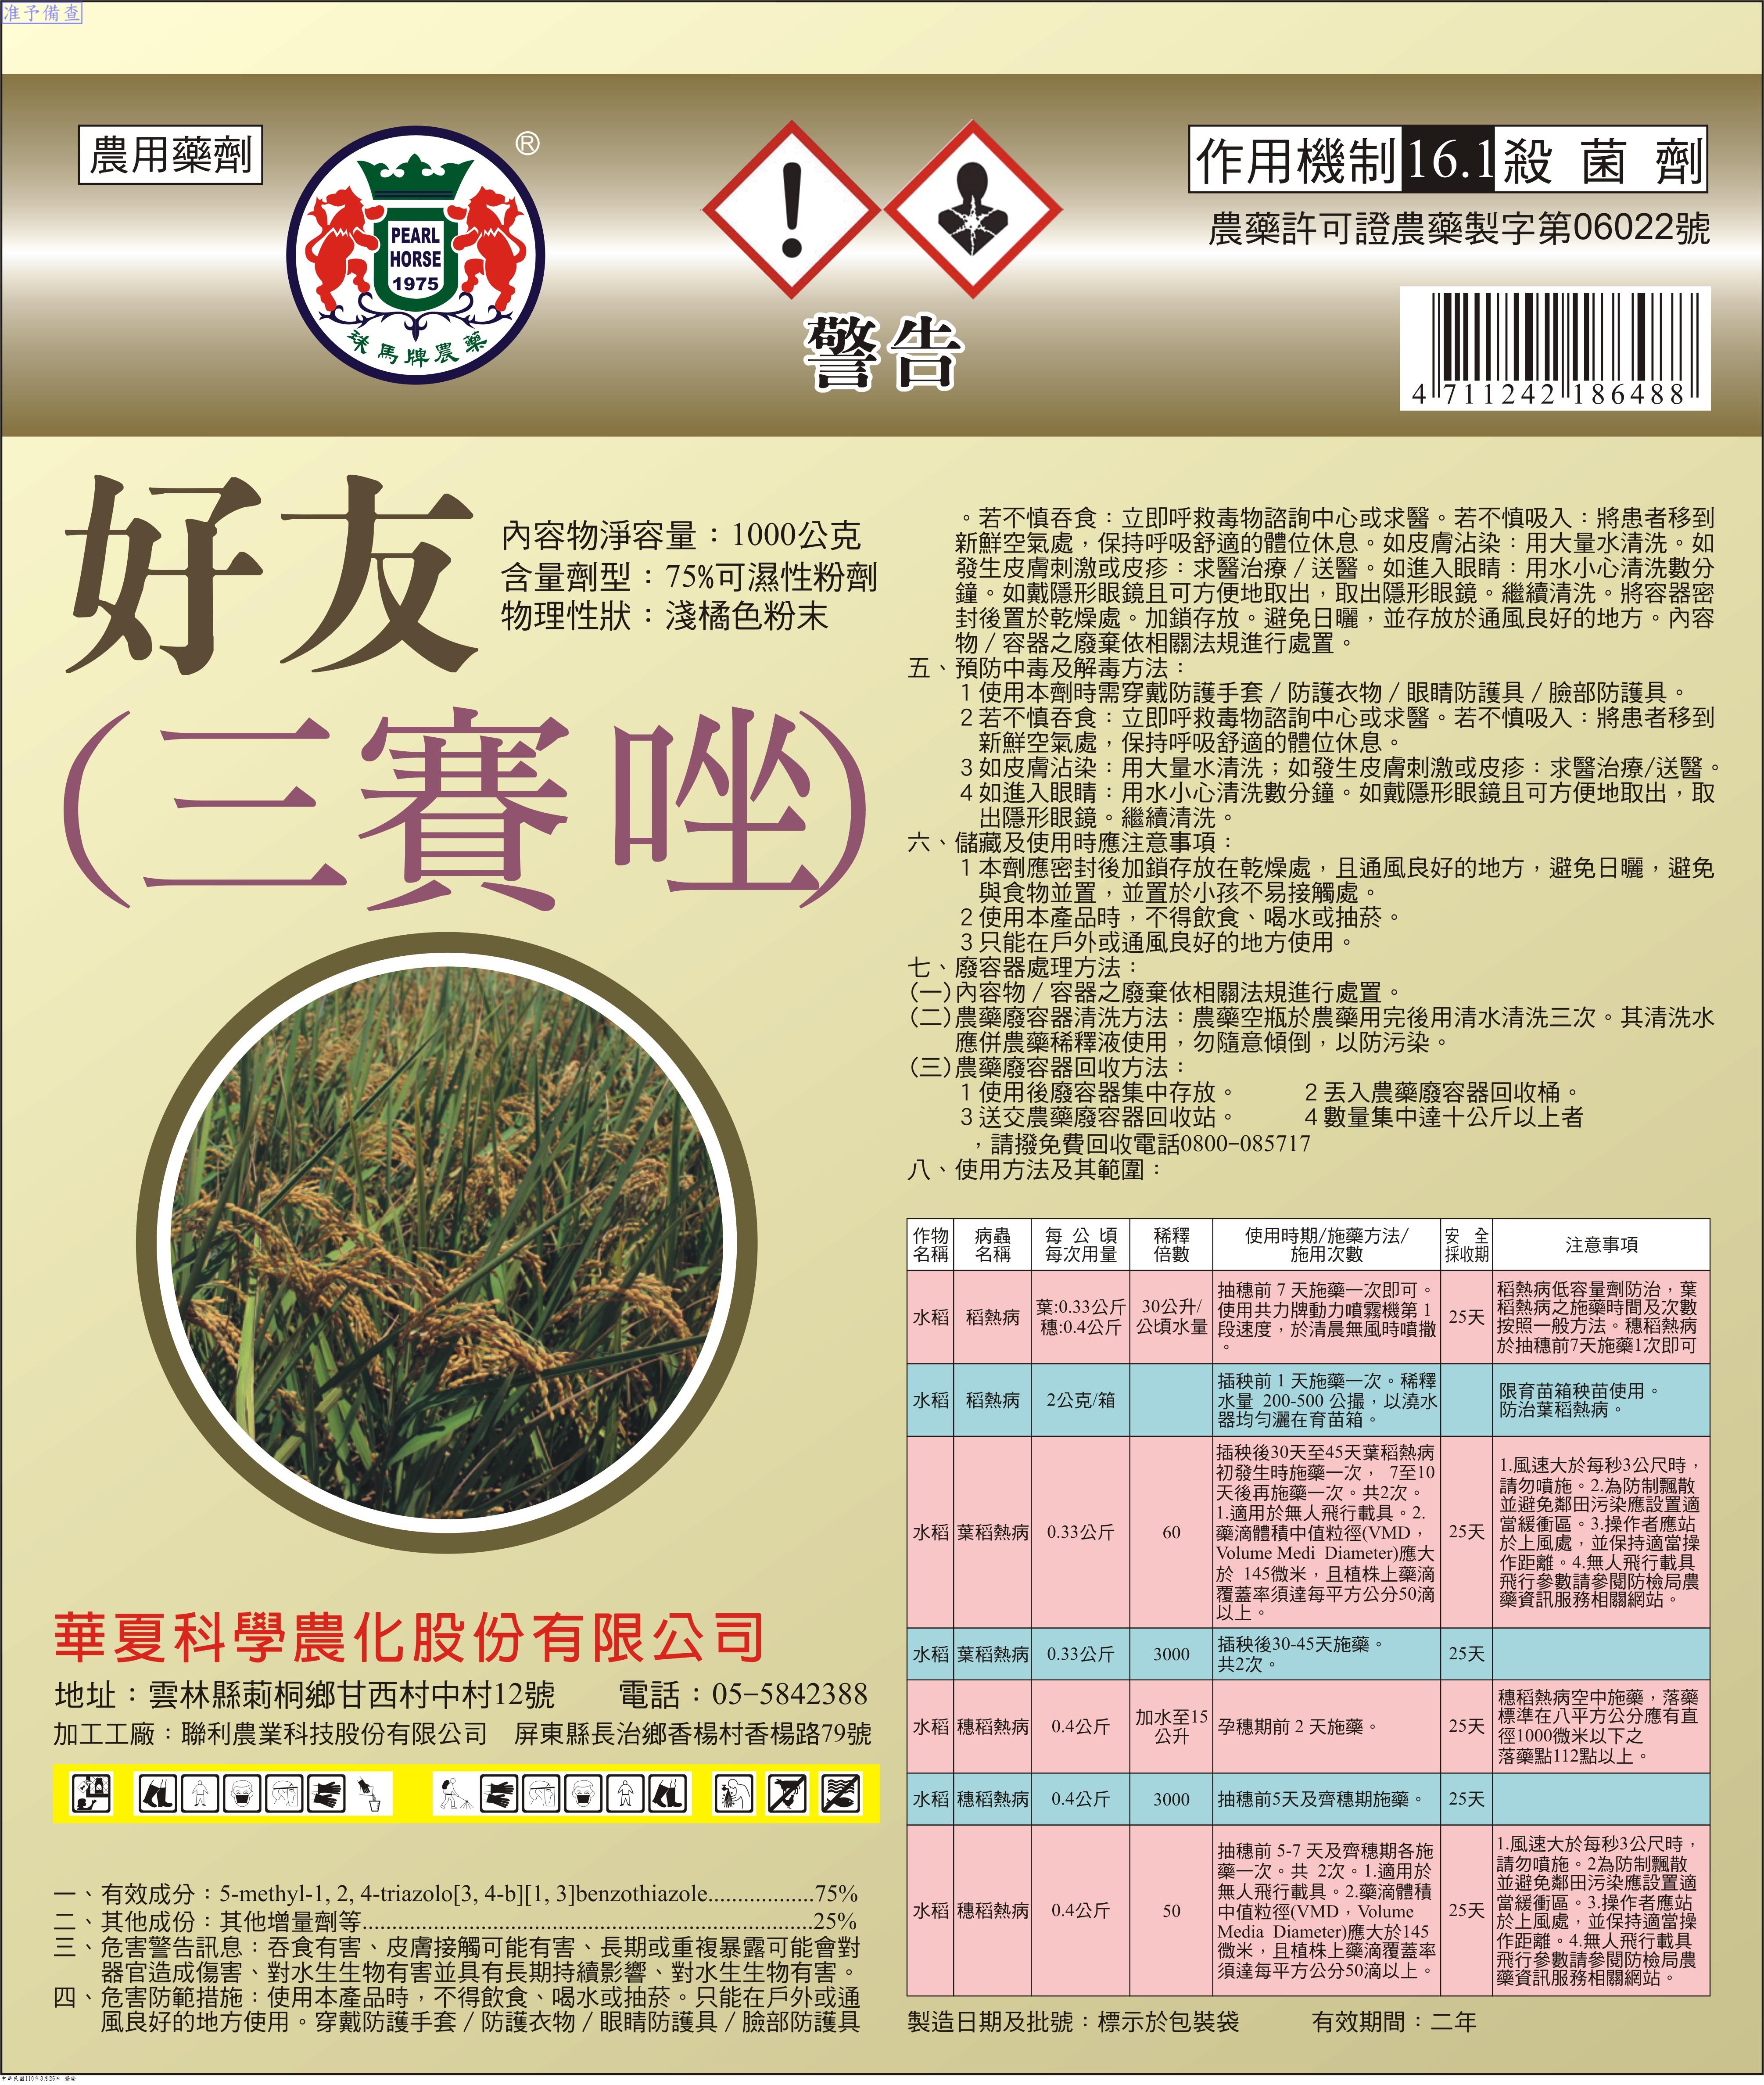 准予備查
農用藥劑
®
PEARL
HORSE
1975
珠馬牌農藥
警告
作用機制16.1殺菌劑
農藥許可證農藥製字第06022號
4 711242 186488
好友
內容物淨容量：1000公克
含量劑型：75%可濕性粉劑
物理性狀：淺橘色粉末
(三賽唑)
華夏科學農化股份有限公司
地址：雲林縣莿桐鄉甘西村中村12號 電話：05-5842388
加工工廠：聯利農業科技股份有限公司 屏東縣長治鄉香楊村香楊路79號
一、有效成分：5-methyl-1, 2, 4-triazolo[3, 4-b][1, 3]benzothiazole..................75%
二、其他成份：其他增量劑等............................................................................25%
三、危害警告訊息：吞食有害、皮膚接觸可能有害、長期或重複暴露可能會對
器官造成傷害、對水生生物有害並具有長期持續影響、對水生生物有害。
四、危害防範措施：使用本產品時，不得飲食、喝水或抽菸。只能在戶外或通
風良好的地方使用。穿戴防護手套／防護衣物／眼睛防護具／臉部防護具
。若不慎吞食：立即呼救毒物諮詢中心或求醫。若不慎吸入：將患者移到
新鮮空氣處，保持呼吸舒適的體位休息。如皮膚沾染：用大量水清洗。如
發生皮膚刺激或皮疹：求醫治療／送醫。如進入眼睛：用水小心清洗數分
鐘。如戴隱形眼鏡且可方便地取出，取出隱形眼鏡。繼續清洗。將容器密
封後置於乾燥處。加鎖存放。避免日曬，並存放於通風良好的地方。內容
物／容器之廢棄依相關法規進行處置。
五、預防中毒及解毒方法：
1 使用本劑時需穿戴防護手套／防護衣物／眼睛防護具／臉部防護具。
2 若不慎吞食：立即呼救毒物諮詢中心或求醫。若不慎吸入：將患者移到
新鮮空氣處，保持呼吸舒適的體位休息。
3 如皮膚沾染：用大量水清洗；如發生皮膚刺激或皮疹：求醫治療/送醫。
4 如進入眼睛：用水小心清洗數分鐘。如戴隱形眼鏡且可方便地取出，取
出隱形眼鏡。繼續清洗。
六、儲藏及使用時應注意事項：
1 本劑應密封後加鎖存放在乾燥處，且通風良好的地方，避免日曬，避免
與食物並置，並置於小孩不易接觸處。
2 使用本產品時，不得飲食、喝水或抽菸。
3 只能在戶外或通風良好的地方使用。
七、廢容器處理方法：
(一)內容物／容器之廢棄依相關法規進行處置。
(二)農藥廢容器清洗方法：農藥空瓶於農藥用完後用清水清洗三次。其清洗水
應併農藥稀釋液使用，勿隨意傾倒，以防污染。
(三)農藥廢容器回收方法：
1 使用後廢容器集中存放。 2 丟入農藥廢容器回收桶。
3 送交農藥廢容器回收站。 4 數量集中達十公斤以上者
，請撥免費回收電話0800-085717
八、使用方法及其範圍：
作物名稱 病蟲名稱 每公頃每次用量 稀釋倍數 使用時期/施藥方法/施用次數 安全採收期 注意事項
水稻 稻熱病 葉:0.33公斤 穗:0.4公斤 30公升/公頃水量 抽穗前 7 天施藥一次即可。使用共力牌動力噴霧機第 1 段速度，於清晨無風時噴撒。 25天 稻熱病低容量劑防治，葉稻熱病之施藥時間及次數按照一般方法。穗稻熱病於抽穗前7天施藥1次即可
水稻 稻熱病 2公克/箱 插秧前 1 天施藥一次。稀釋水量 200-500 公撮，以澆水器均勻灑在育苗箱。 限育苗箱秧苗使用。防治葉稻熱病。
水稻 葉稻熱病 0.33公斤 60 插秧後30天至45天葉稻熱病初發生時施藥一次， 7至10天後再施藥一次。共2次。1.適用於無人飛行載具。2.藥滴體積中值粒徑(VMD，Volume Medi Diameter)應大於 145微米，且植株上藥滴覆蓋率須達每平方公分50滴以上。 25天 1.風速大於每秒3公尺時，請勿噴施。2.為防制飄散並避免鄰田污染應設置適當緩衝區。3.操作者應站於上風處，並保持適當操作距離。4.無人飛行載具飛行參數請參閱防檢局農藥資訊服務相關網站。
水稻 葉稻熱病 0.33公斤 3000 插秧後30-45天施藥。共2次。 25天
水稻 穗稻熱病 0.4公斤 加水至15公升 孕穗期前 2 天施藥。 25天 穗稻熱病空中施藥，落藥標準在八平方公分應有直徑1000微米以下之落藥點112點以上。
水稻 穗稻熱病 0.4公斤 3000 抽穗前5天及齊穗期施藥。 25天
水稻 穗稻熱病 0.4公斤 50 抽穗前 5-7 天及齊穗期各施藥一次。共 2次。1.適用於無人飛行載具。2.藥滴體積中值粒徑(VMD，Volume Media Diameter)應大於145微米，且植株上藥滴覆蓋率須達每平方公分50滴以上。 25天 1.風速大於每秒3公尺時，請勿噴施。2為防制飄散並避免鄰田污染應設置適當緩衝區。3.操作者應站於上風處，並保持適當操作距離。4.無人飛行載具飛行參數請參閱防檢局農藥資訊服務相關網站。
製造日期及批號：標示於包裝袋 有效期間：二年